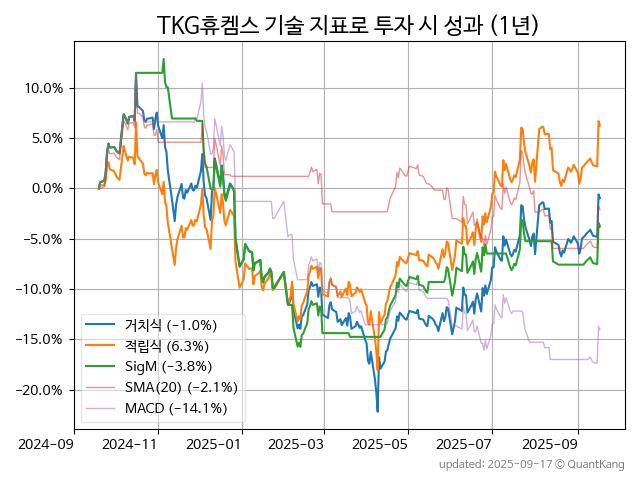 TKG휴켐스 기술 지표로 투자 시 성과 (1년)
10.0%
5.0%
0.0%
−5.0%
−10.0%
−15.0%
−20.0%
거치식 (−1.0%)
적립식 (6.3%)
SigM (−3.8%)
SMA(20) (−2.1%)
MACD (−14.1%)
2024-09 2024-11 2025-01 2025-03 2025-05 2025-07 2025-09
updated: 2025-09-17 ⓒ QuantKang